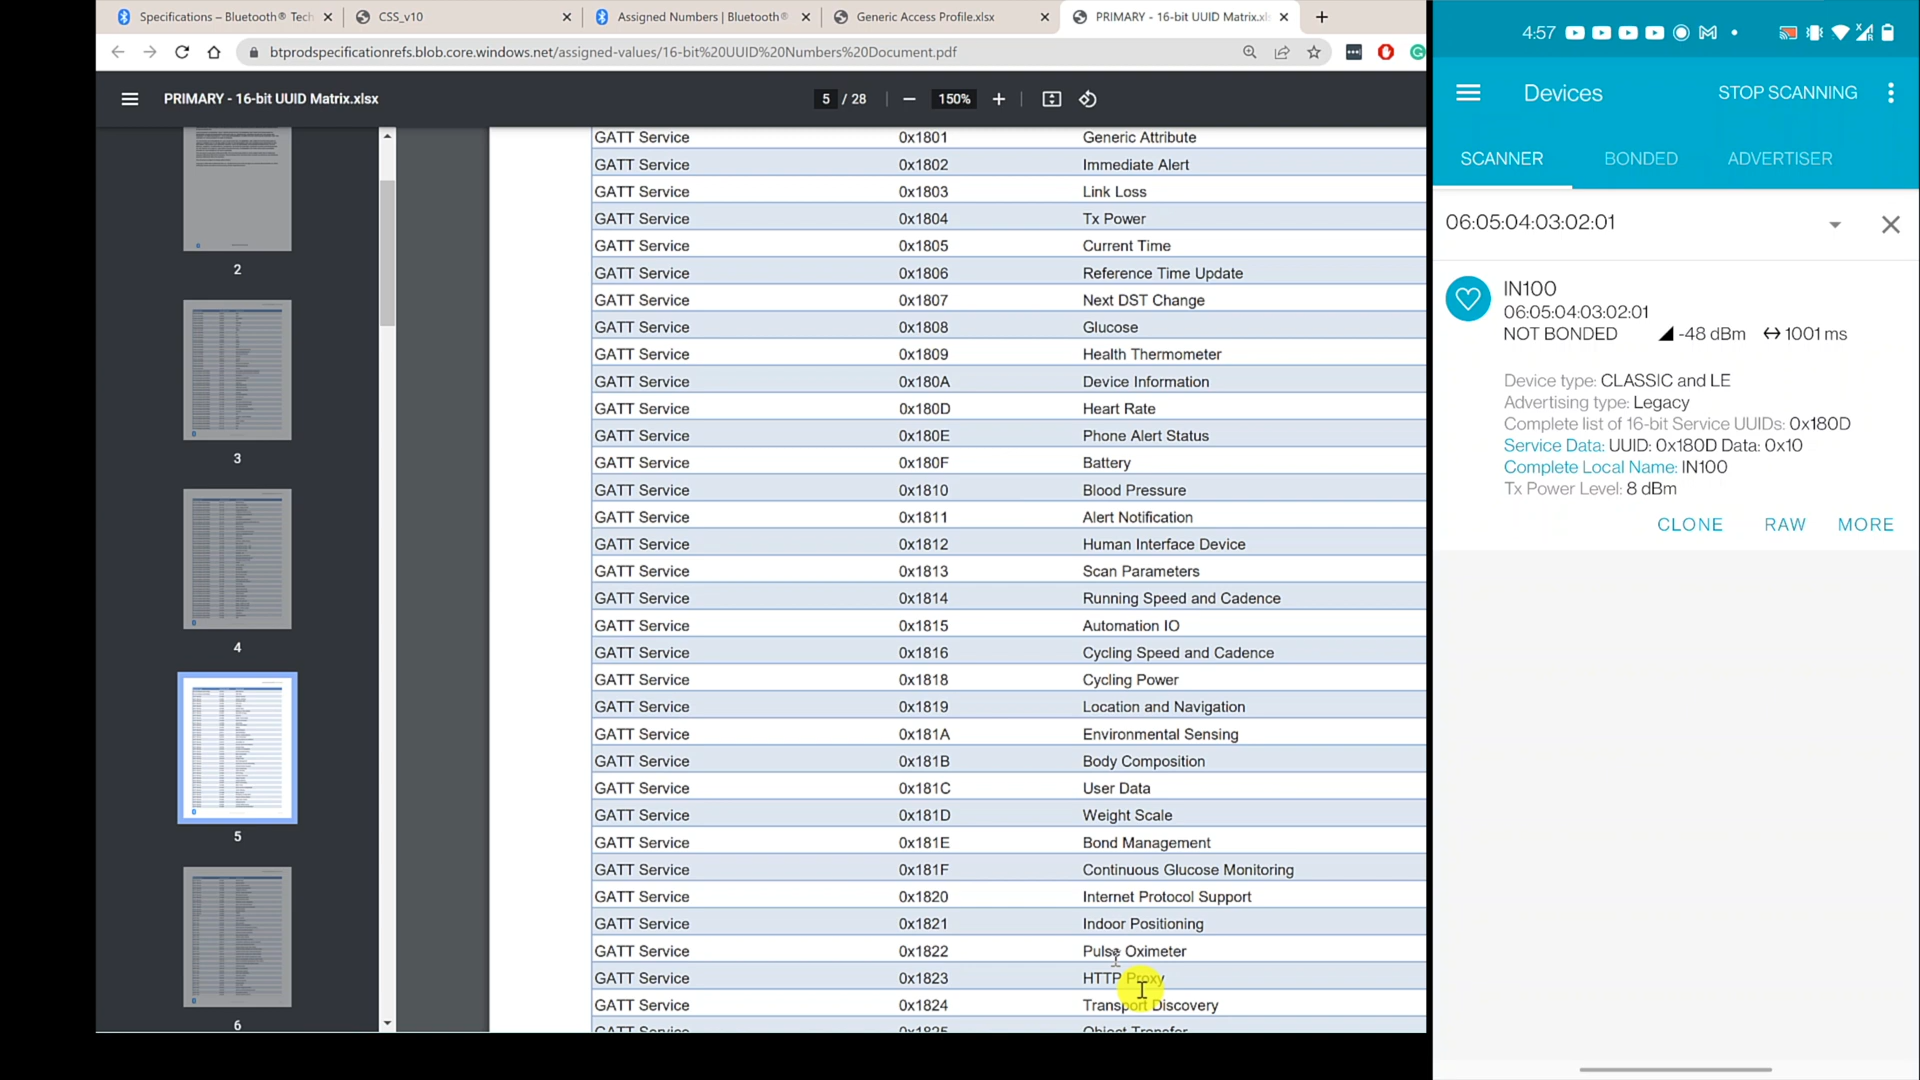 Specifications – Bluetooth® Tech
CSS_v10
Assigned Numbers | Bluetooth®
Generic Access Profile.xlsx
PRIMARY - 16-bit UUID Matrix.xl
btprodspecificationrefs.blob.core.windows.net/assigned-values/16-bit%20UUID%20Numbers%20Document.pdf
PRIMARY - 16-bit UUID Matrix.xlsx
5 / 28
150%
2
3
4
5
6
GATT Service 0x1801 Generic Attribute
GATT Service 0x1802 Immediate Alert
GATT Service 0x1803 Link Loss
GATT Service 0x1804 Tx Power
GATT Service 0x1805 Current Time
GATT Service 0x1806 Reference Time Update
GATT Service 0x1807 Next DST Change
GATT Service 0x1808 Glucose
GATT Service 0x1809 Health Thermometer
GATT Service 0x180A Device Information
GATT Service 0x180D Heart Rate
GATT Service 0x180E Phone Alert Status
GATT Service 0x180F Battery
GATT Service 0x1810 Blood Pressure
GATT Service 0x1811 Alert Notification
GATT Service 0x1812 Human Interface Device
GATT Service 0x1813 Scan Parameters
GATT Service 0x1814 Running Speed and Cadence
GATT Service 0x1815 Automation IO
GATT Service 0x1816 Cycling Speed and Cadence
GATT Service 0x1818 Cycling Power
GATT Service 0x1819 Location and Navigation
GATT Service 0x181A Environmental Sensing
GATT Service 0x181B Body Composition
GATT Service 0x181C User Data
GATT Service 0x181D Weight Scale
GATT Service 0x181E Bond Management
GATT Service 0x181F Continuous Glucose Monitoring
GATT Service 0x1820 Internet Protocol Support
GATT Service 0x1821 Indoor Positioning
GATT Service 0x1822 Pulse Oximeter
GATT Service 0x1823 HTTP Proxy
GATT Service 0x1824 Transport Discovery
GATT Service 0x1825 Object Transfer
4:57
Devices
STOP SCANNING
SCANNER
BONDED
ADVERTISER
06:05:04:03:02:01
IN100
06:05:04:03:02:01
NOT BONDED -48 dBm 1001 ms
Device type: CLASSIC and LE
Advertising type: Legacy
Complete list of 16-bit Service UUIDs: 0x180D
Service Data: UUID: 0x180D Data: 0x10
Complete Local Name: IN100
Tx Power Level: 8 dBm
CLONE
RAW
MORE